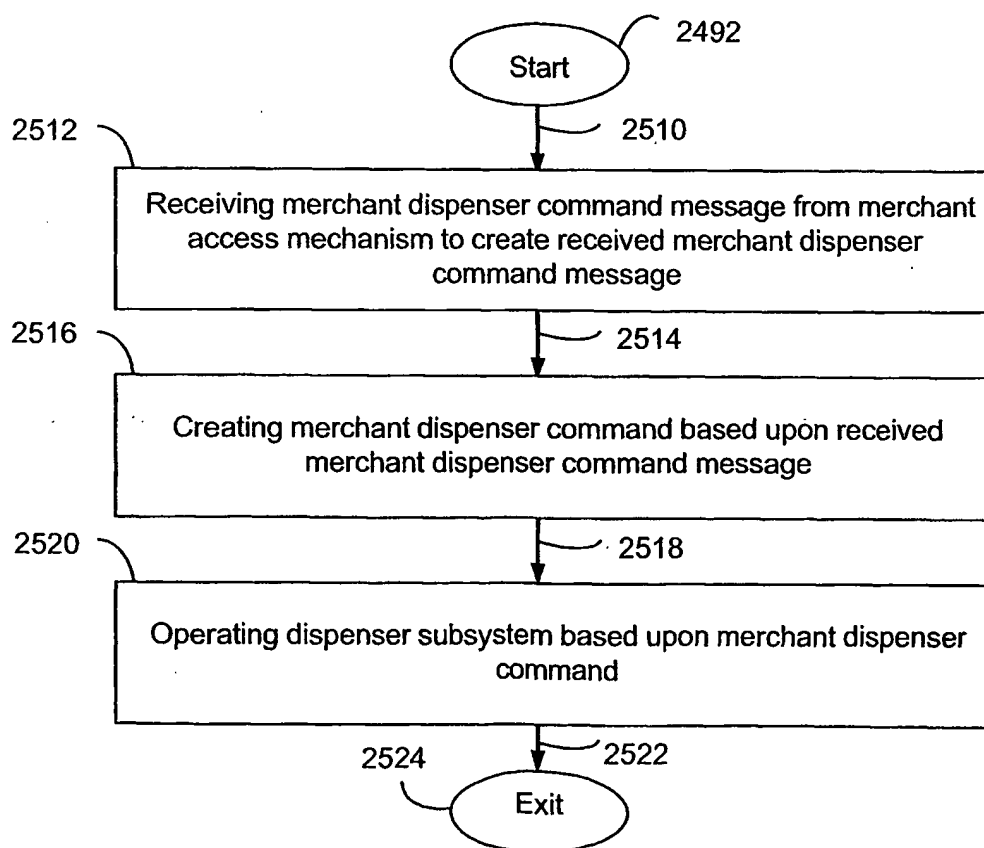 2492
Start
2510
2512
Receiving merchant dispenser command message from merchant
access mechanism to create received merchant dispenser
command message
2514
2516
Creating merchant dispenser command based upon received
merchant dispenser command message
2518
2520
Operating dispenser subsystem based upon merchant dispenser
command
2522
2524
Exit